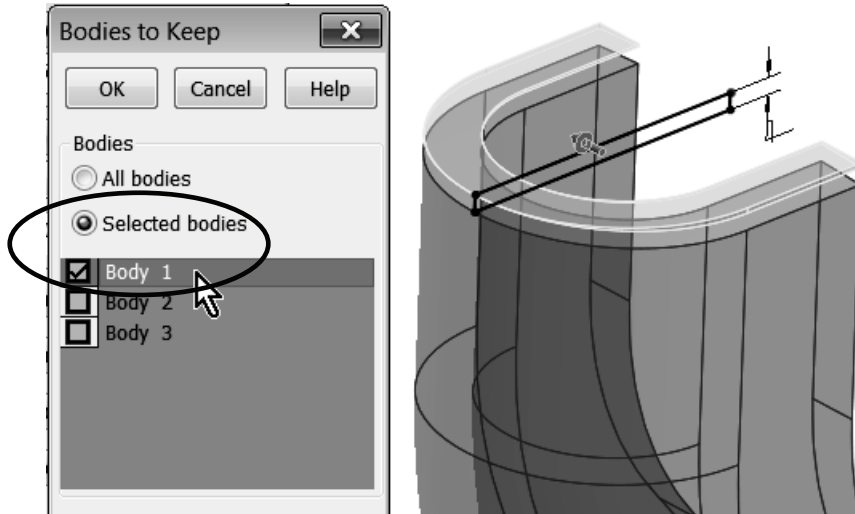 Bodies to Keep
OK Cancel Help
Bodies
All bodies
Selected bodies
Body 1
Body 2
Body 3